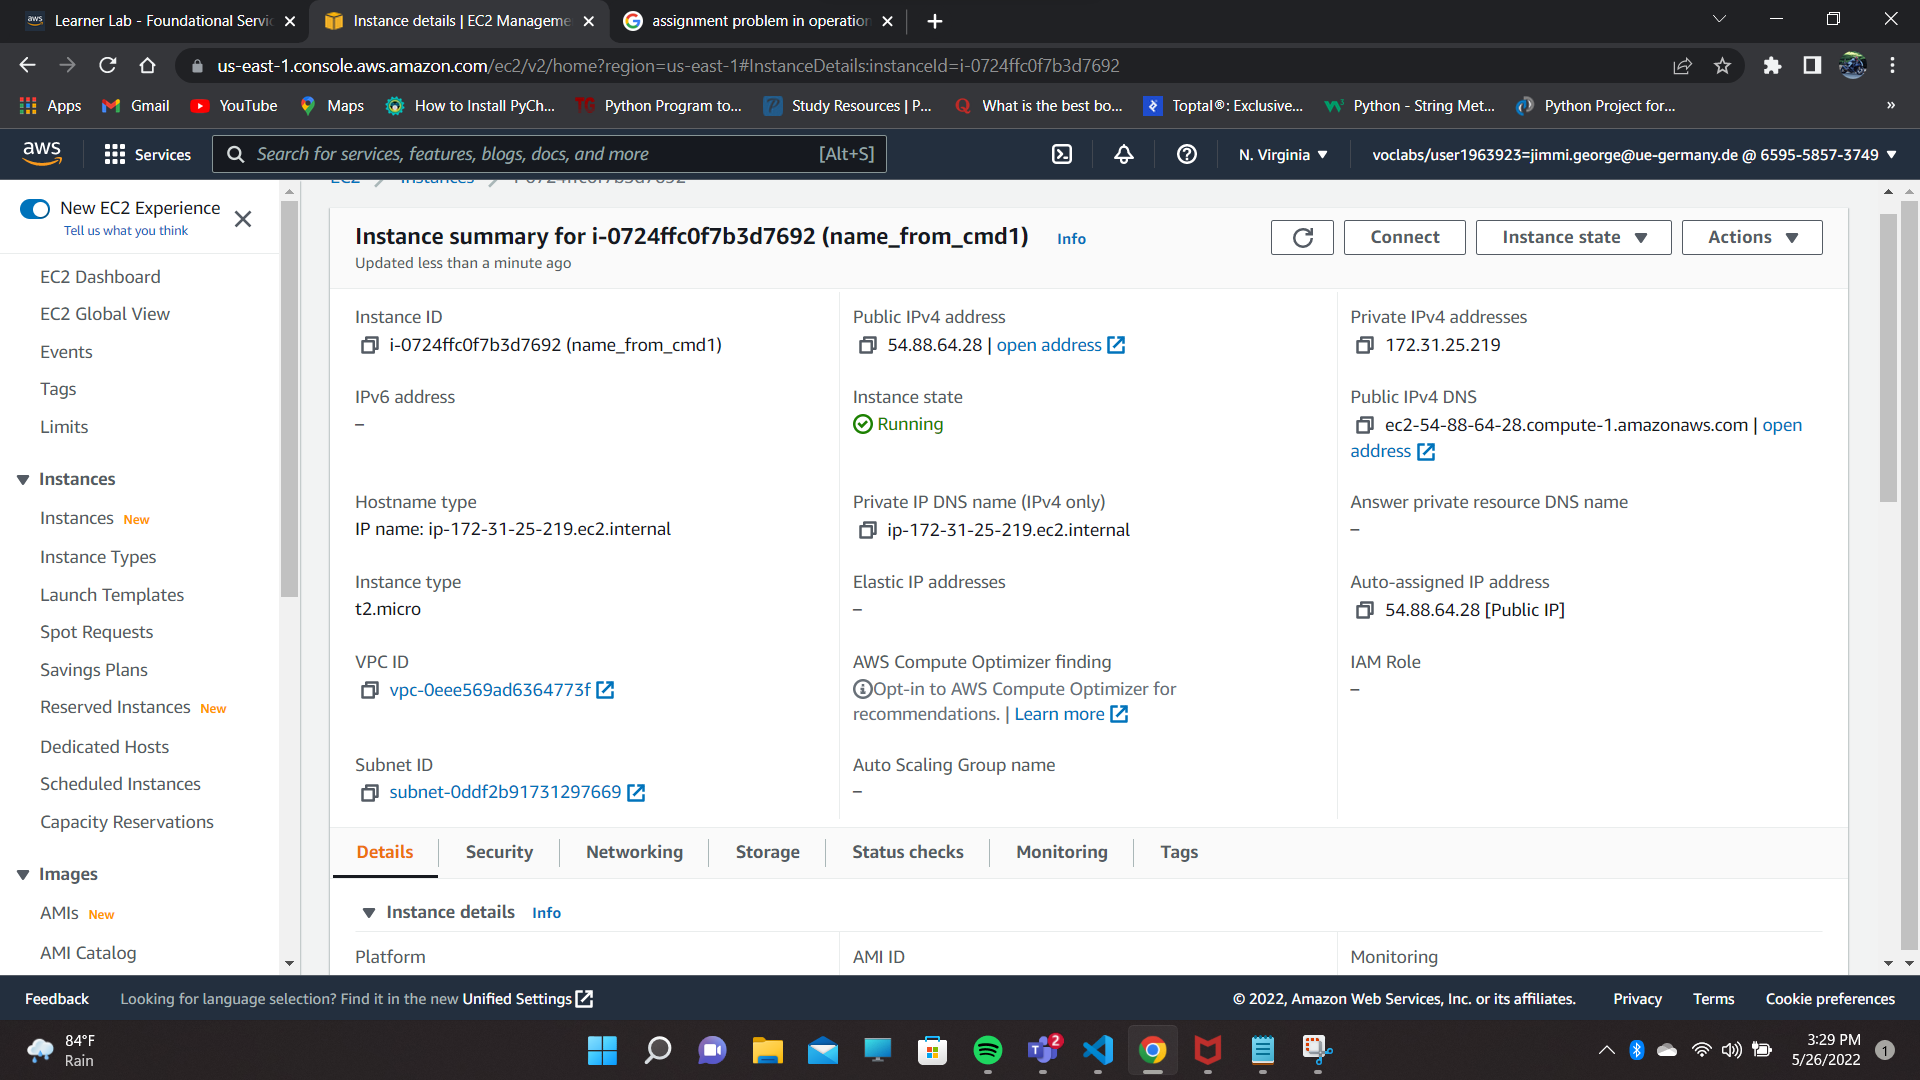 Learner Lab - Foundational Servic
Instance details | EC2 Manageme
assignment problem in operation
us-east-1.console.aws.amazon.com/ec2/v2/home?region=us-east-1#InstanceDetails:instanceId=i-0724ffc0f7b3d7692
Apps
Gmail
YouTube
Maps
How to Install PyCh...
Python Program to...
Study Resources | P...
What is the best bo...
Toptal®: Exclusive...
Python - String Met...
Python Project for...
»
aws
Services
Search for services, features, blogs, docs, and more
[Alt+S]
N. Virginia
voclabs/user1963923=jimmi.george@ue-germany.de @ 6595-5857-3749
New EC2 Experience
Tell us what you think
EC2 Dashboard
EC2 Global View
Events
Tags
Limits
Instances
Instances New
Instance Types
Launch Templates
Spot Requests
Savings Plans
Reserved Instances New
Dedicated Hosts
Scheduled Instances
Capacity Reservations
Images
AMIs New
AMI Catalog
EC2 Instances i-0724ffc0f7b3d7692
Instance summary for i-0724ffc0f7b3d7692 (name_from_cmd1) Info
Updated less than a minute ago
Connect
Instance state
Actions
Instance ID
i-0724ffc0f7b3d7692 (name_from_cmd1)
Public IPv4 address
54.88.64.28 | open address
Private IPv4 addresses
172.31.25.219
IPv6 address
–
Instance state
Running
Public IPv4 DNS
ec2-54-88-64-28.compute-1.amazonaws.com | open
address
Hostname type
IP name: ip-172-31-25-219.ec2.internal
Private IP DNS name (IPv4 only)
ip-172-31-25-219.ec2.internal
Answer private resource DNS name
–
Instance type
t2.micro
Elastic IP addresses
–
Auto-assigned IP address
54.88.64.28 [Public IP]
VPC ID
vpc-0eee569ad6364773f
AWS Compute Optimizer finding
Opt-in to AWS Compute Optimizer for
recommendations. | Learn more
IAM Role
–
Subnet ID
subnet-0ddf2b91731297669
Auto Scaling Group name
–
Details
Security
Networking
Storage
Status checks
Monitoring
Tags
Instance details Info
Platform
AMI ID
Monitoring
Feedback
Looking for language selection? Find it in the new Unified Settings
© 2022, Amazon Web Services, Inc. or its affiliates.
Privacy
Terms
Cookie preferences
84°F
Rain
2
3:29 PM
5/26/2022
1